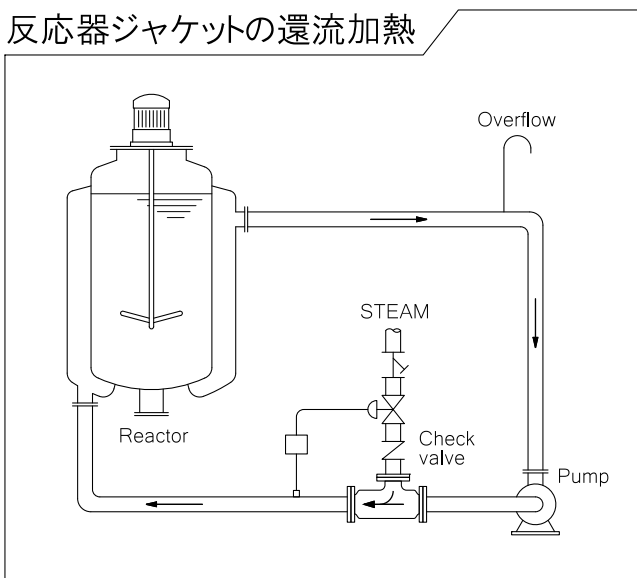 反応器ジャケットの還流加熱
Overflow
STEAM
Reactor
Check
valve
Pump